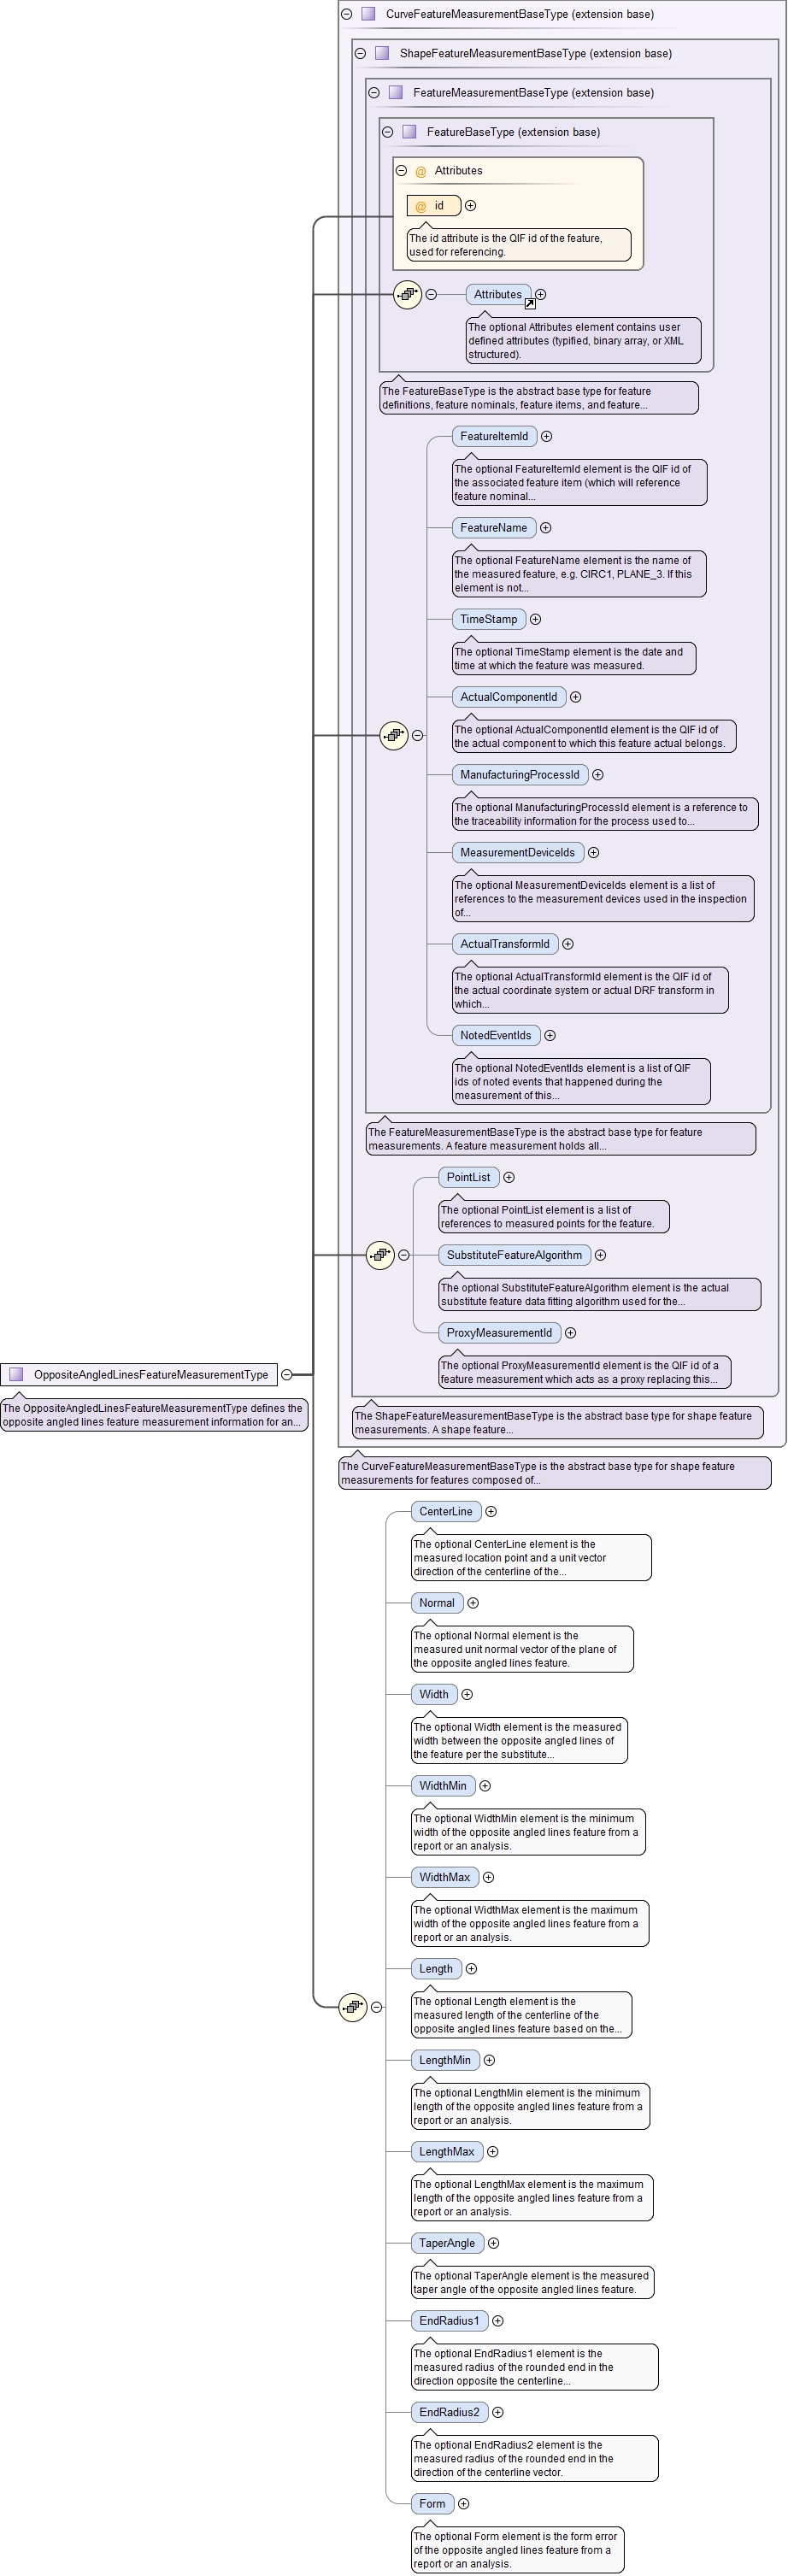 CurveFeatureMeasurementBaseType (extension base)
ShapeFeatureMeasurementBaseType (extension base)
FeatureMeasurementBaseType (extension base)
FeatureBaseType (extension base)
@ Attributes
@ id
The id attribute is the QIF id of the feature,
used for referencing.
Attributes
The optional Attributes element contains user
defined attributes (typified, binary array, or XML
structured).
The FeatureBaseType is the abstract base type for feature
definitions, feature nominals, feature items, and feature...
FeatureItemId
The optional FeatureItemId element is the QIF id of
the associated feature item (which will reference
feature nominal...
FeatureName
The optional FeatureName element is the name of
the measured feature, e.g. CIRC1, PLANE_3. If this
element is not...
TimeStamp
The optional TimeStamp element is the date and
time at which the feature was measured.
ActualComponentId
The optional ActualComponentId element is the QIF id of
the actual component to which this feature actual belongs.
ManufacturingProcessId
The optional ManufacturingProcessId element is a reference to
the traceability information for the process used to...
MeasurementDeviceIds
The optional MeasurementDeviceIds element is a list of
references to the measurement devices used in the inspection
of...
ActualTransformId
The optional ActualTransformId element is the QIF id of
the actual coordinate system or actual DRF transform in
which...
NotedEventIds
The optional NotedEventIds element is a list of QIF
ids of noted events that happened during the
measurement of this...
The FeatureMeasurementBaseType is the abstract base type for feature
measurements. A feature measurement holds all...
PointList
The optional PointList element is a list of
references to measured points for the feature.
SubstituteFeatureAlgorithm
The optional SubstituteFeatureAlgorithm element is the actual
substitute feature data fitting algorithm used for the...
ProxyMeasurementId
The optional ProxyMeasurementId element is the QIF id of a
feature measurement which acts as a proxy replacing this...
OppositeAngledLinesFeatureMeasurementType
The OppositeAngledLinesFeatureMeasurementType defines the
opposite angled lines feature measurement information for an...
The ShapeFeatureMeasurementBaseType is the abstract base type for shape feature
measurements. A shape feature...
The CurveFeatureMeasurementBaseType is the abstract base type for shape feature
measurements for features composed of...
CenterLine
The optional CenterLine element is the
measured location point and a unit vector
direction of the centerline of the...
Normal
The optional Normal element is the
measured unit normal vector of the plane of
the opposite angled lines feature.
Width
The optional Width element is the measured
width between the opposite angled lines of
the feature per the substitute...
WidthMin
The optional WidthMin element is the minimum
width of the opposite angled lines feature from a
report or an analysis.
WidthMax
The optional WidthMax element is the maximum
width of the opposite angled lines feature from a
report or an analysis.
Length
The optional Length element is the
measured length of the centerline of the
opposite angled lines feature based on the...
LengthMin
The optional LengthMin element is the minimum
length of the opposite angled lines feature from a
report or an analysis.
LengthMax
The optional LengthMax element is the maximum
length of the opposite angled lines feature from a
report or an analysis.
TaperAngle
The optional TaperAngle element is the measured
taper angle of the opposite angled lines feature.
EndRadius1
The optional EndRadius1 element is the
measured radius of the rounded end in the
direction opposite the centerline...
EndRadius2
The optional EndRadius2 element is the
measured radius of the rounded end in the
direction of the centerline vector.
Form
The optional Form element is the form error
of the opposite angled lines feature from a
report or an analysis.